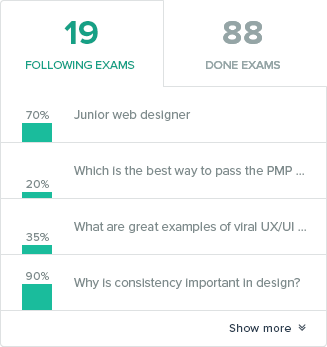 19
FOLLOWING EXAMS
88
DONE EXAMS
70%
Junior web designer
20%
Which is the best way to pass the PMP ...
35%
What are great examples of viral UX/UI ...
90%
Why is consistency important in design?
Show more